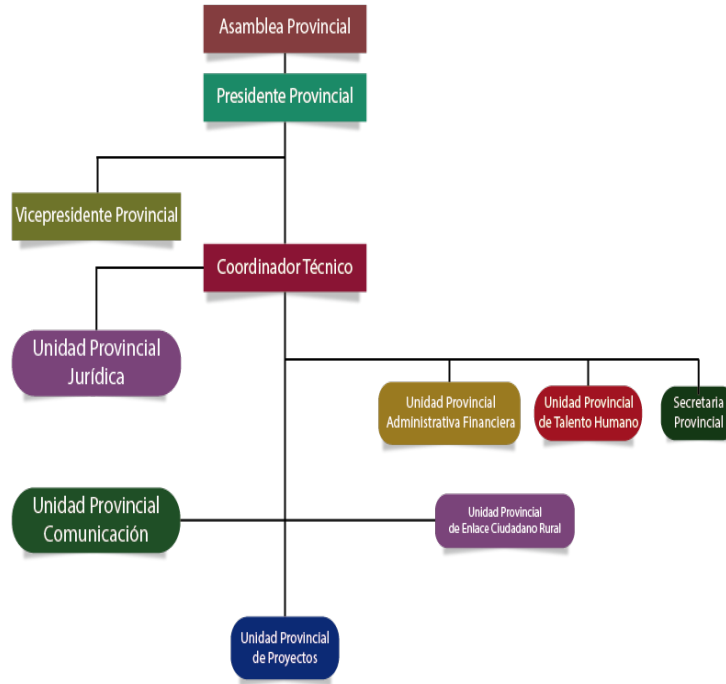 Asamblea Provincial
Presidente Provincial
Vicepresidente Provincial
Coordinador Técnico
Unidad Provincial
Jurídica
Unidad Provincial
Administrativa Financiera
Unidad Provincial
de Talento Humano
Secretaria
Provincial
Unidad Provincial
Comunicación
Unidad Provincial
de Enlace Ciudadano Rural
Unidad Provincial
de Proyectos